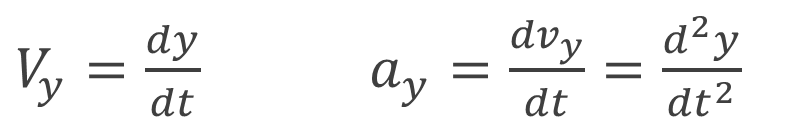 V_y = dy/dt    a_y = dv_y/dt = d²y/dt²